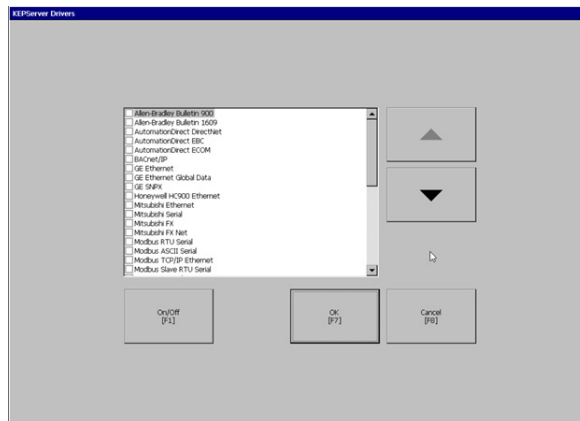 KEPServer Drivers
Allen-Bradley Bulletin 900
Allen-Bradley Bulletin 1609
AutomationDirect DirectNet
AutomationDirect EBC
AutomationDirect ECOM
BACnet/IP
GE Ethernet
GE Ethernet Global Data
GE SNPX
Honeywell HC900 Ethernet
Mitsubishi Ethernet
Mitsubishi Serial
Mitsubishi FX
Mitsubishi FX Net
Modbus RTU Serial
Modbus ASCII Serial
Modbus TCP/IP Ethernet
Modbus Slave RTU Serial
On/Off
[F1]
OK
[F7]
Cancel
[F8]